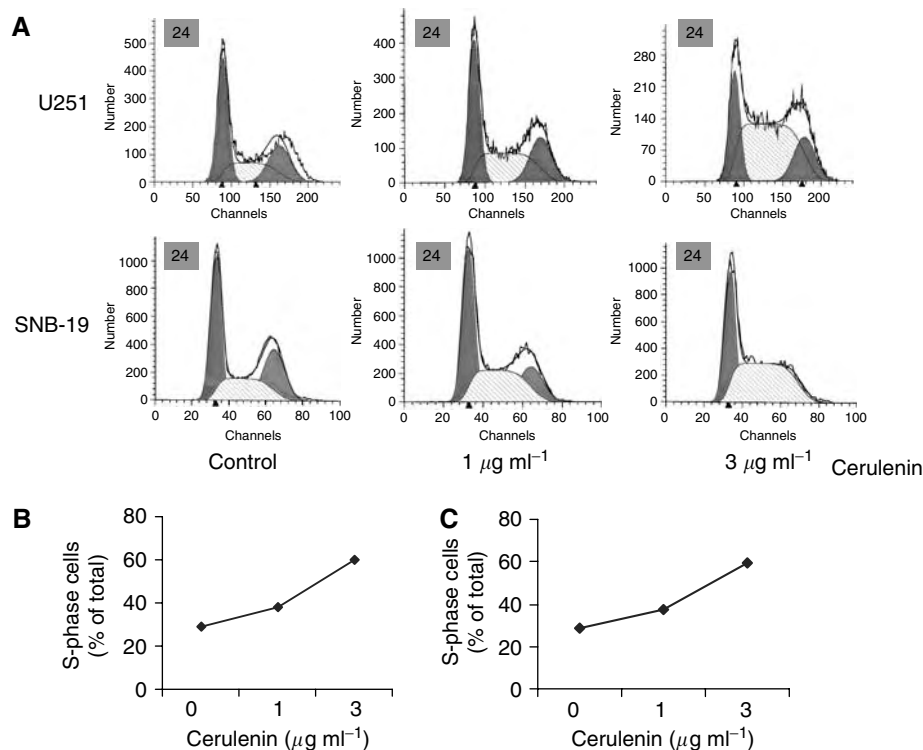 A
U251
24
500
400
300
200
100
0
Number
0 50 100 150 200
Channels
24
400
300
200
100
0
Number
0 50 100 150 200
Channels
24
280
210
140
70
0
Number
0 50 100 150 200
Channels
SNB-19
24
1000
800
600
400
200
0
Number
0 20 40 60 80 100
Channels
Control
24
1000
800
600
400
200
0
Number
0 20 40 60 80 100
Channels
1 μg ml⁻¹
24
1000
800
600
400
200
0
Number
0 20 40 60 80 100
Channels
3 μg ml⁻¹
Cerulenin
B
80
60
40
20
0
S-phase cells
(% of total)
0 1 3
Cerulenin (μg ml⁻¹)
C
80
60
40
20
0
S-phase cells
(% of total)
0 1 3
Cerulenin (μg ml⁻¹)